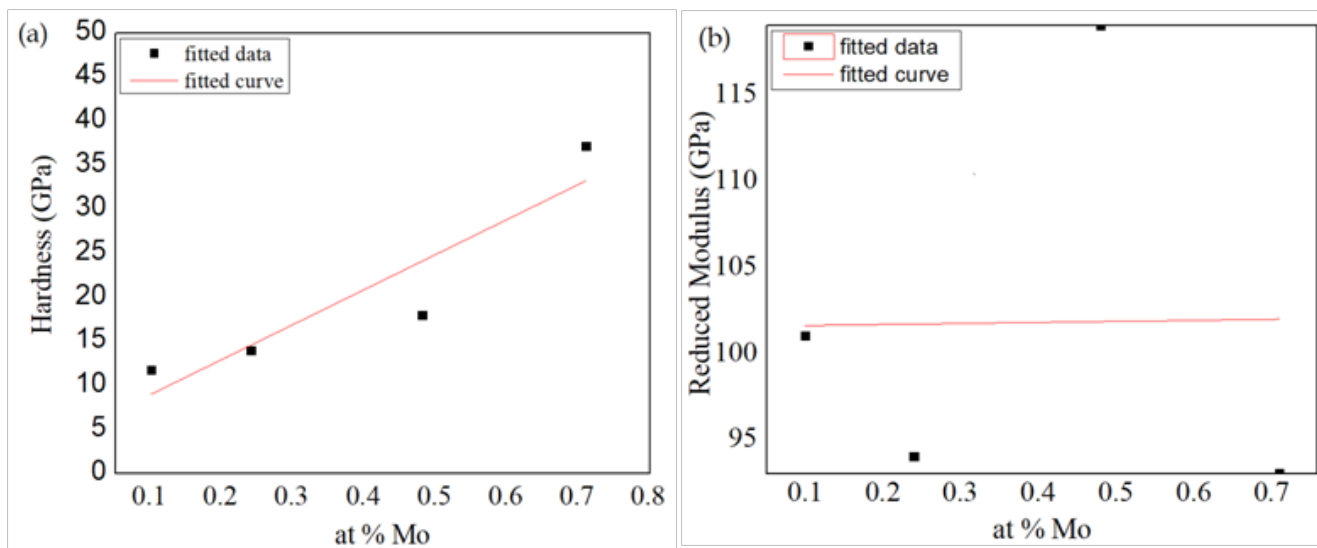 (a)
fitted data
fitted curve
Hardness (GPa)
50
45
40
35
30
25
20
15
10
5
0
0.1 0.2 0.3 0.4 0.5 0.6 0.7 0.8
at % Mo
(b)
fitted data
fitted curve
Reduced Modulus (GPa)
115
110
105
100
95
0.1 0.2 0.3 0.4 0.5 0.6 0.7
at % Mo